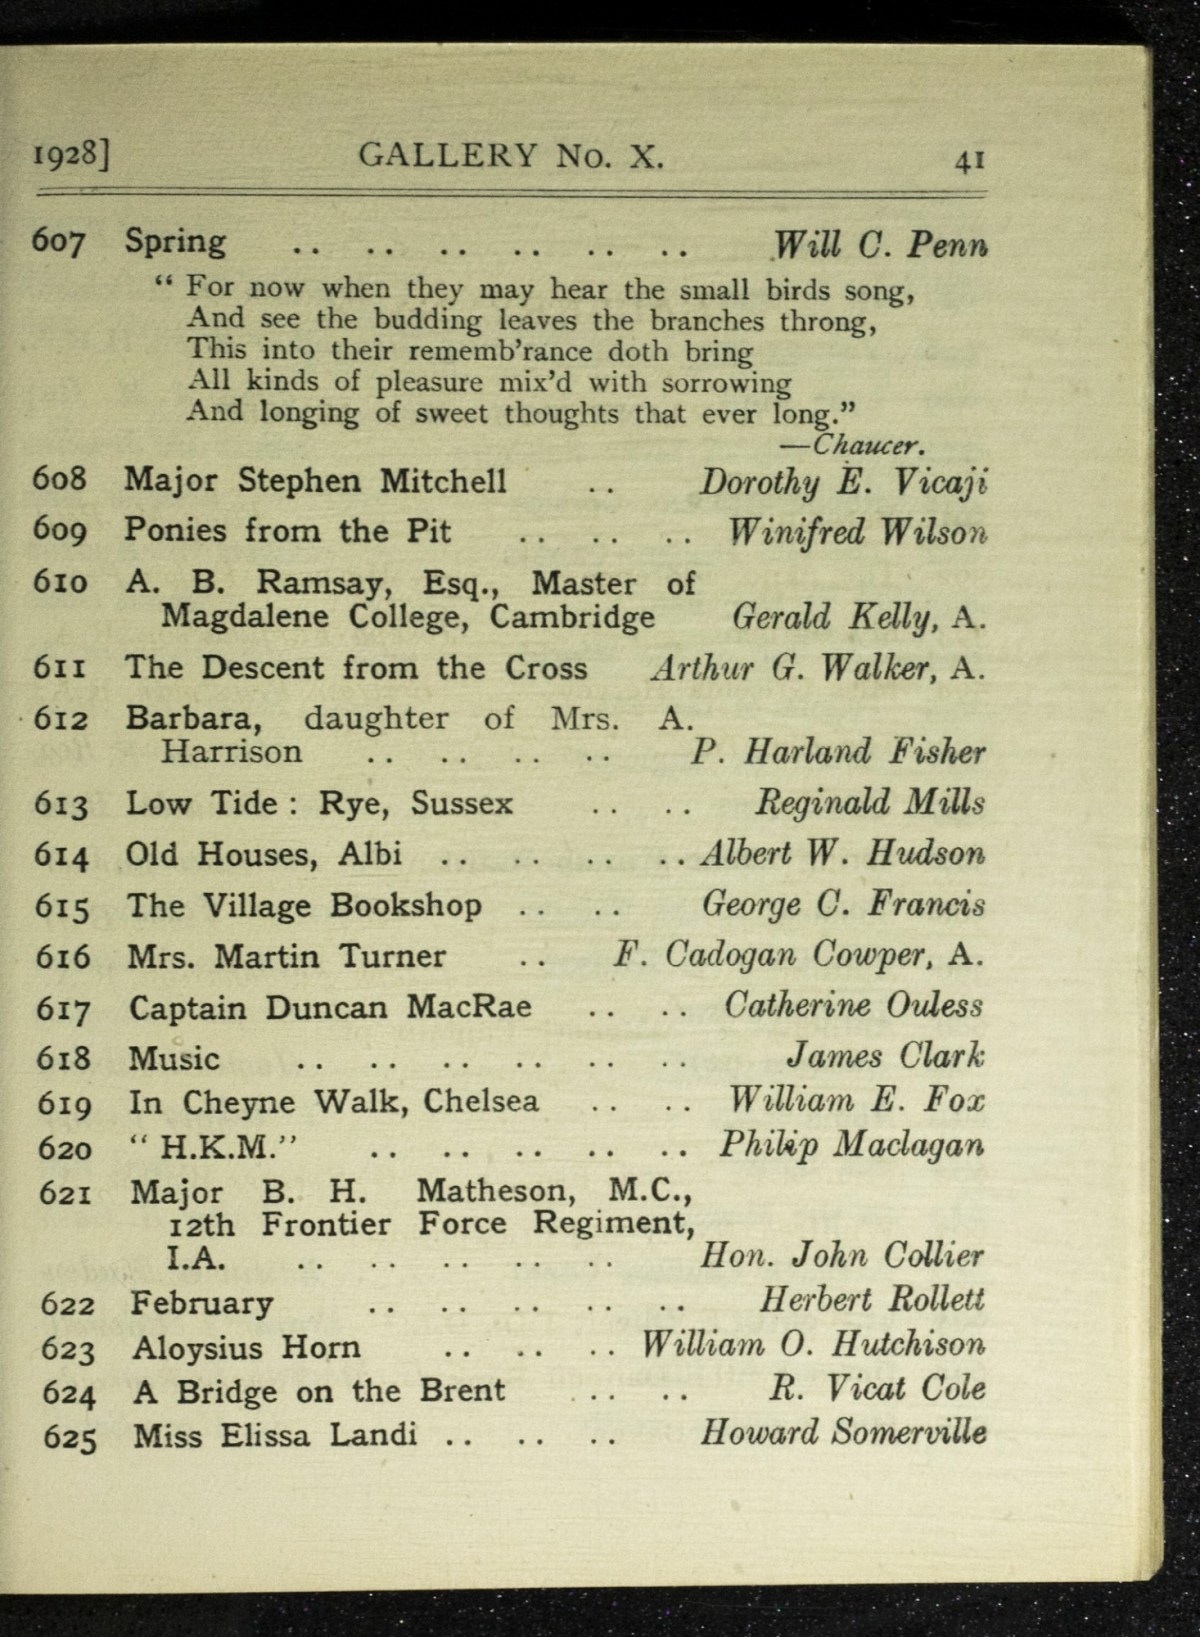 1928] GALLERY No. X. 41
607 Spring .. .. .. .. .. .. Will C. Penn
“ For now when they may hear the small birds song,
And see the budding leaves the branches throng,
This into their rememb’rance doth bring
All kinds of pleasure mix’d with sorrowing
And longing of sweet thoughts that ever long.”
—Chaucer.
608 Major Stephen Mitchell .. Dorothy E. Vicaji
609 Ponies from the Pit .. .. .. Winifred Wilson
610 A. B. Ramsay, Esq., Master of
Magdalene College, Cambridge Gerald Kelly, A.
611 The Descent from the Cross Arthur G. Walker, A.
612 Barbara, daughter of Mrs. A.
Harrison .. .. .. .. P. Harland Fisher
613 Low Tide : Rye, Sussex .. .. Reginald Mills
614 Old Houses, Albi .. .. .. .. Albert W. Hudson
615 The Village Bookshop .. .. George C. Francis
616 Mrs. Martin Turner .. F. Cadogan Cowper, A.
617 Captain Duncan MacRae .. .. Catherine Ouless
618 Music .. .. .. .. .. .. James Clark
619 In Cheyne Walk, Chelsea .. .. William E. Fox
620 “ H.K.M.” .. .. .. .. .. Philip Maclagan
621 Major B. H. Matheson, M.C.,
12th Frontier Force Regiment,
I.A. .. .. .. .. .. Hon. John Collier
622 February .. .. .. .. .. Herbert Rollett
623 Aloysius Horn .. .. .. William O. Hutchison
624 A Bridge on the Brent .. .. R. Vicat Cole
625 Miss Elissa Landi .. .. .. Howard Somerville